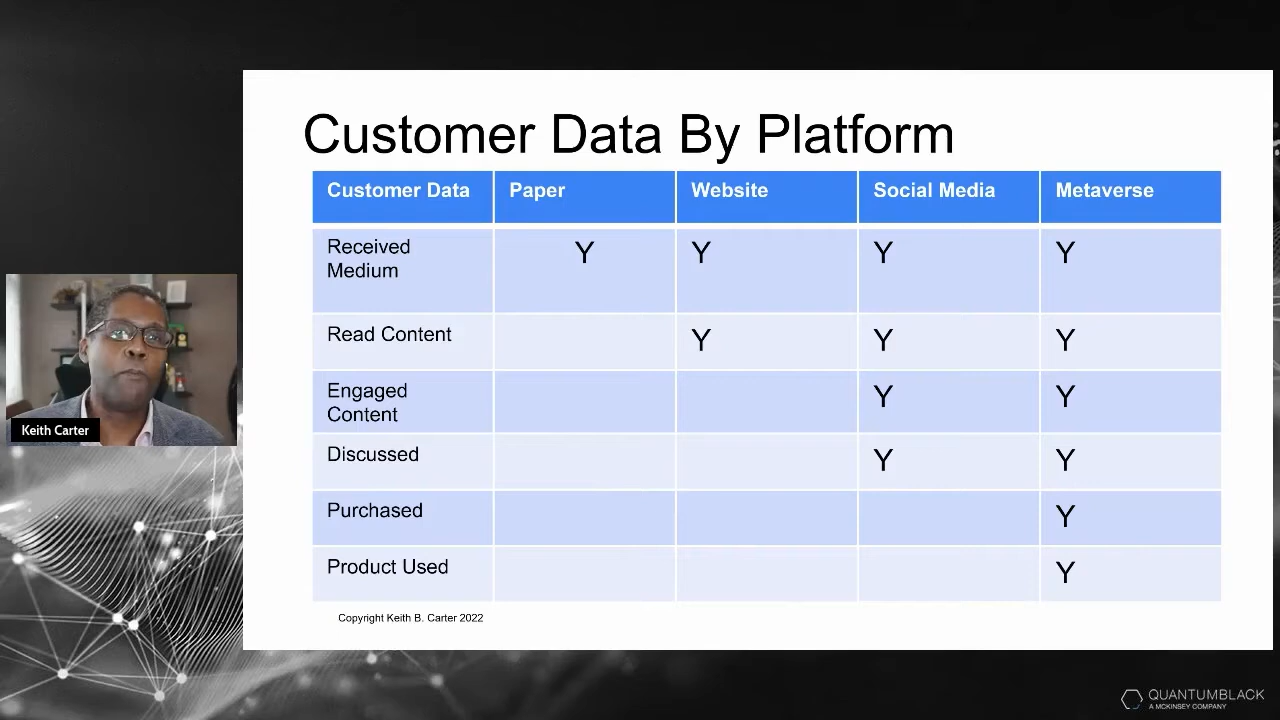 Customer Data By Platform
Customer Data Paper Website Social Media Metaverse
Received
Medium
Y Y Y Y
Read Content Y Y Y
Engaged
Content
Y Y
Discussed Y Y
Purchased Y
Product Used Y
Copyright Keith B. Carter 2022
Keith Carter
QUANTUMBLACK
A MCKINSEY COMPANY